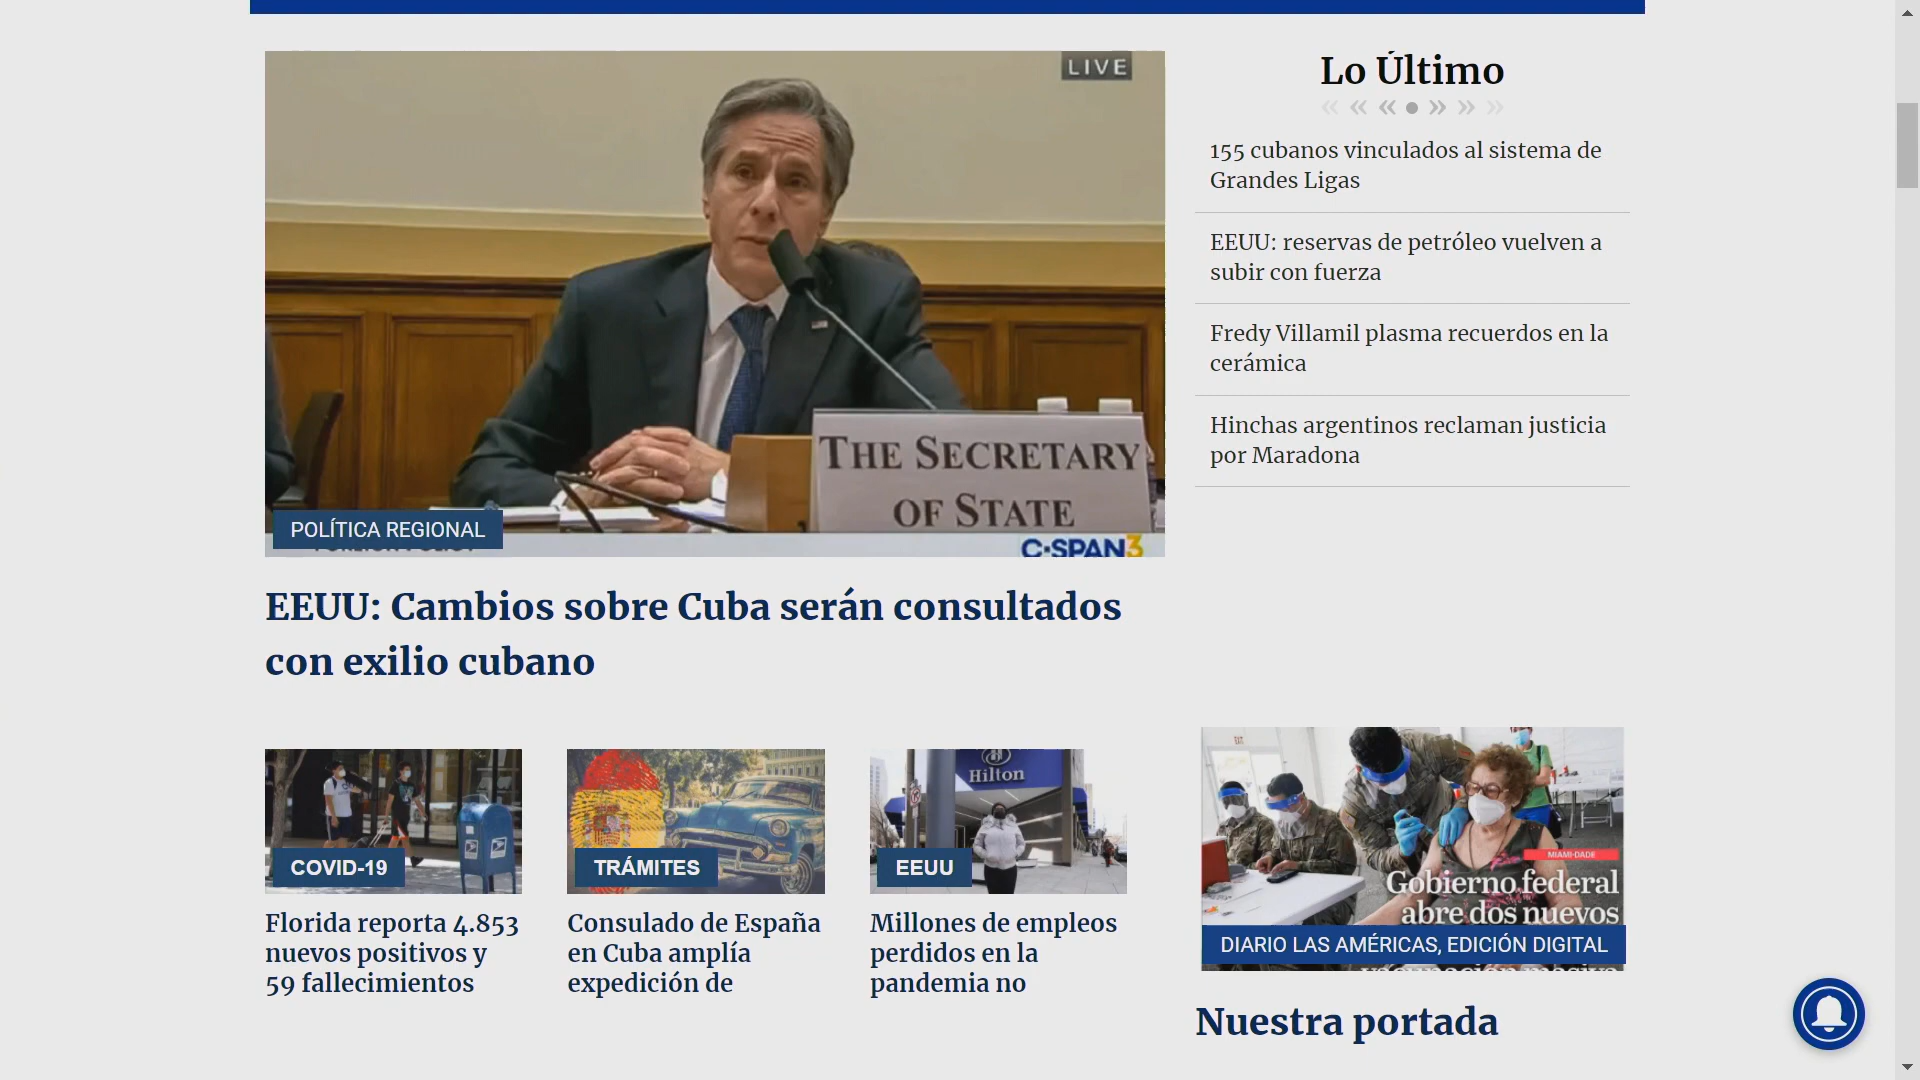 LIVE
THE SECRETARY
OF STATE
POLÍTICA REGIONAL
C-SPAN3
EEUU: Cambios sobre Cuba serán consultados
con exilio cubano
Lo Último
155 cubanos vinculados al sistema de
Grandes Ligas
EEUU: reservas de petróleo vuelven a
subir con fuerza
Fredy Villamil plasma recuerdos en la
cerámica
Hinchas argentinos reclaman justicia
por Maradona
COVID-19
Florida reporta 4.853
nuevos positivos y
59 fallecimientos
TRÁMITES
Consulado de España
en Cuba amplía
expedición de
Hilton
EEUU
Millones de empleos
perdidos en la
pandemia no
MIAMI-DADE
Gobierno federal
abre dos nuevos
DIARIO LAS AMÉRICAS, EDICIÓN DIGITAL
Nuestra portada